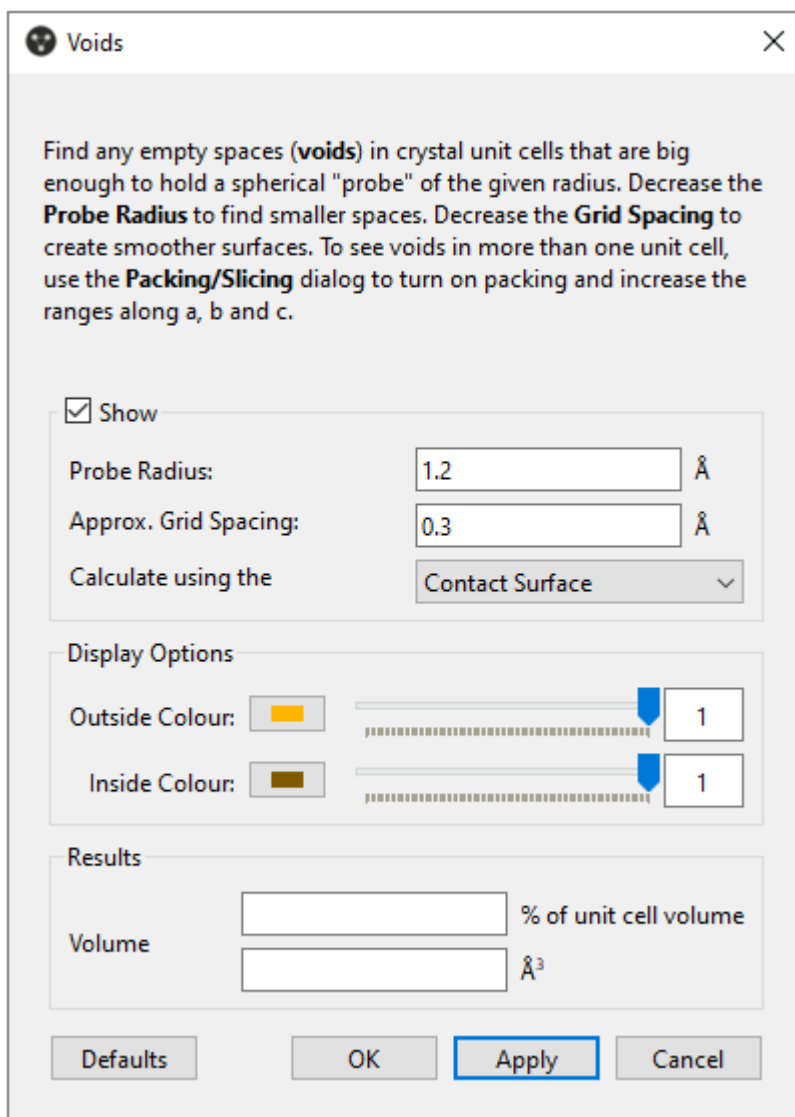 Voids
Find any empty spaces (voids) in crystal unit cells that are big
enough to hold a spherical "probe" of the given radius. Decrease the
Probe Radius to find smaller spaces. Decrease the Grid Spacing to
create smoother surfaces. To see voids in more than one unit cell,
use the Packing/Slicing dialog to turn on packing and increase the
ranges along a, b and c.
Show
Probe Radius: 1.2 Å
Approx. Grid Spacing: 0.3 Å
Calculate using the Contact Surface
Display Options
Outside Colour: 1
Inside Colour: 1
Results
% of unit cell volume
Volume
Å³
Defaults OK Apply Cancel